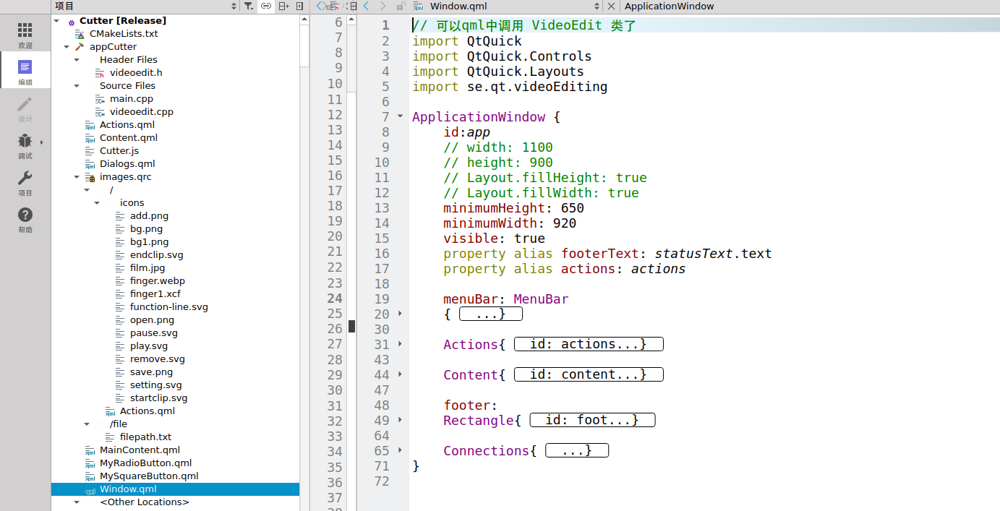 项目
Window.qml
ApplicationWindow
欢迎
编辑
设计
调试
项目
帮助
Cutter [Release]
CMakeLists.txt
appCutter
Header Files
videoedit.h
Source Files
main.cpp
videoedit.cpp
Actions.qml
Content.qml
Cutter.js
Dialogs.qml
images.qrc
/
icons
add.png
bg.png
bg1.png
endclip.svg
film.jpg
finger.webp
finger1.xcf
function-line.svg
open.png
pause.svg
play.svg
remove.svg
save.png
setting.svg
startclip.svg
Actions.qml
/file
filepath.txt
MainContent.qml
MyRadioButton.qml
MySquareButton.qml
Window.qml
<Other Locations>
6
7
8
9
10
11
12
13
14
15
16
17
18
19
20
21
22
23
24
25
26
27
28
29
30
31
32
33
34
35
36
37
38
1 // 可以qml中调用 VideoEdit 类了
2 import QtQuick
3 import QtQuick.Controls
4 import QtQuick.Layouts
5 import se.qt.videoEditing
6
7 ApplicationWindow {
8 id:app
9 // width: 1100
10 // height: 900
11 // Layout.fillHeight: true
12 // Layout.fillWidth: true
13 minimumHeight: 650
14 minimumWidth: 920
15 visible: true
16 property alias footerText: statusText.text
17 property alias actions: actions
18
19 menuBar: MenuBar
20 { ...}
30
31 Actions{ id: actions...}
43
44 Content{ id: content...}
47
48 footer:
49 Rectangle{ id: foot...}
64
65 Connections{ ...}
71 }
72